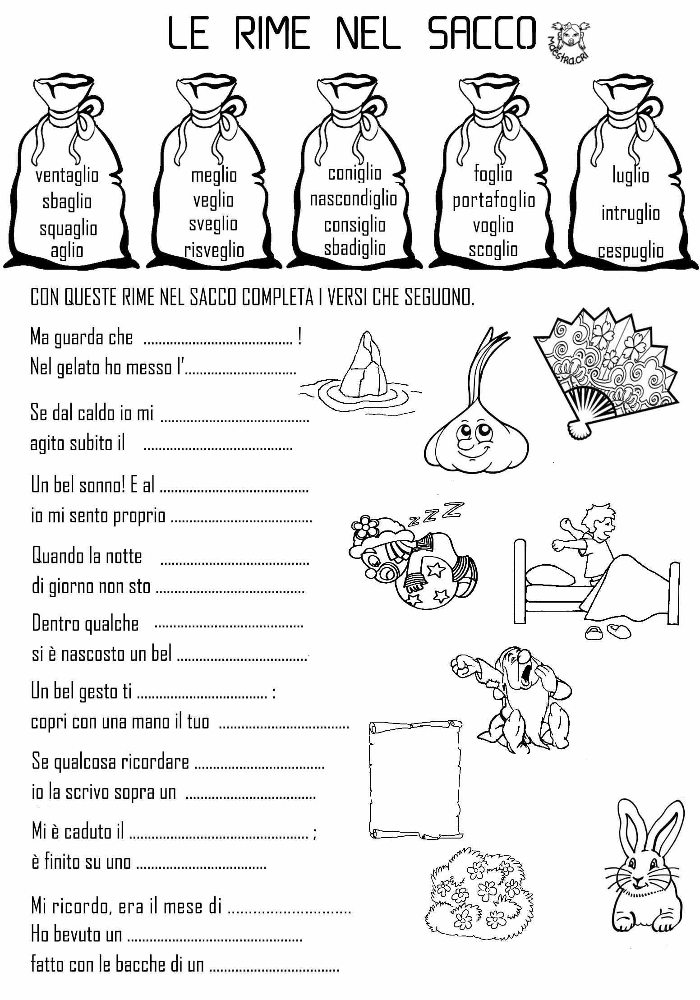 LE RIME NEL SACCO
maestra.cri
ventaglio
sbaglio
squaglio
aglio
meglio
veglio
sveglio
risveglio
coniglio
nascondiglio
consiglio
sbadiglio
foglio
portafoglio
voglio
scoglio
luglio
intruglio
cespuglio
CON QUESTE RIME NEL SACCO COMPLETA I VERSI CHE SEGUONO.
Ma guarda che ........................................ !
Nel gelato ho messo l'..............................
Se dal caldo io mi ........................................
agito subito il ........................................
Un bel sonno! E al ........................................
io mi sento proprio ......................................
Quando la notte ........................................
di giorno non sto ........................................
Dentro qualche ........................................
si è nascosto un bel ...................................
Un bel gesto ti ................................... :
copri con una mano il tuo ...................................
Se qualcosa ricordare ...................................
io la scrivo sopra un ...................................
Mi è caduto il ................................................ ;
è finito su uno ...................................
Mi ricordo, era il mese di .............................
Ho bevuto un ...............................................
fatto con le bacche di un ...................................
zzZ